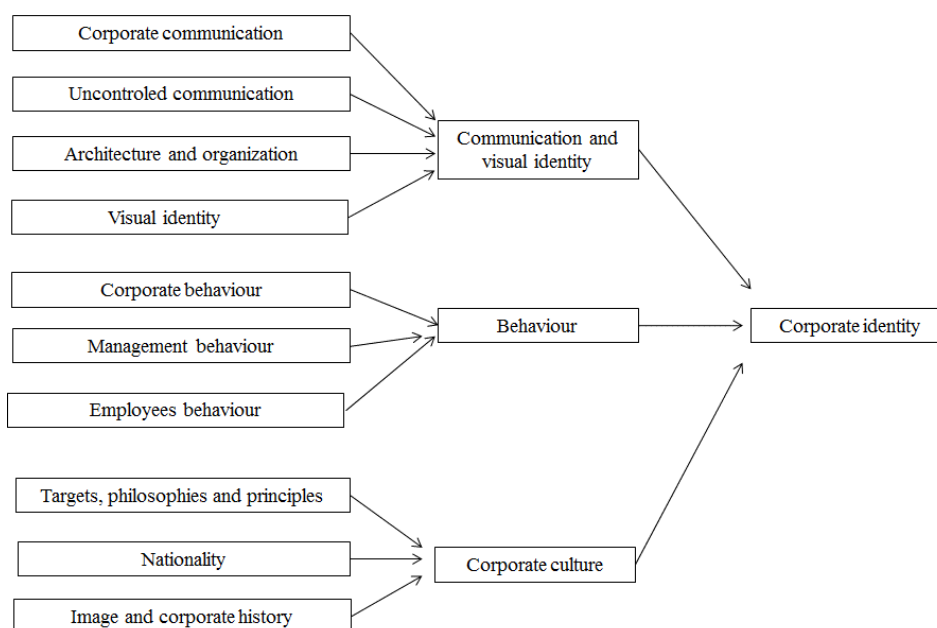 Corporate communication
Uncontroled communication
Architecture and organization
Visual identity
Communication and
visual identity
Corporate behaviour
Management behaviour
Employees behaviour
Behaviour
Corporate identity
Targets, philosophies and principles
Nationality
Image and corporate history
Corporate culture